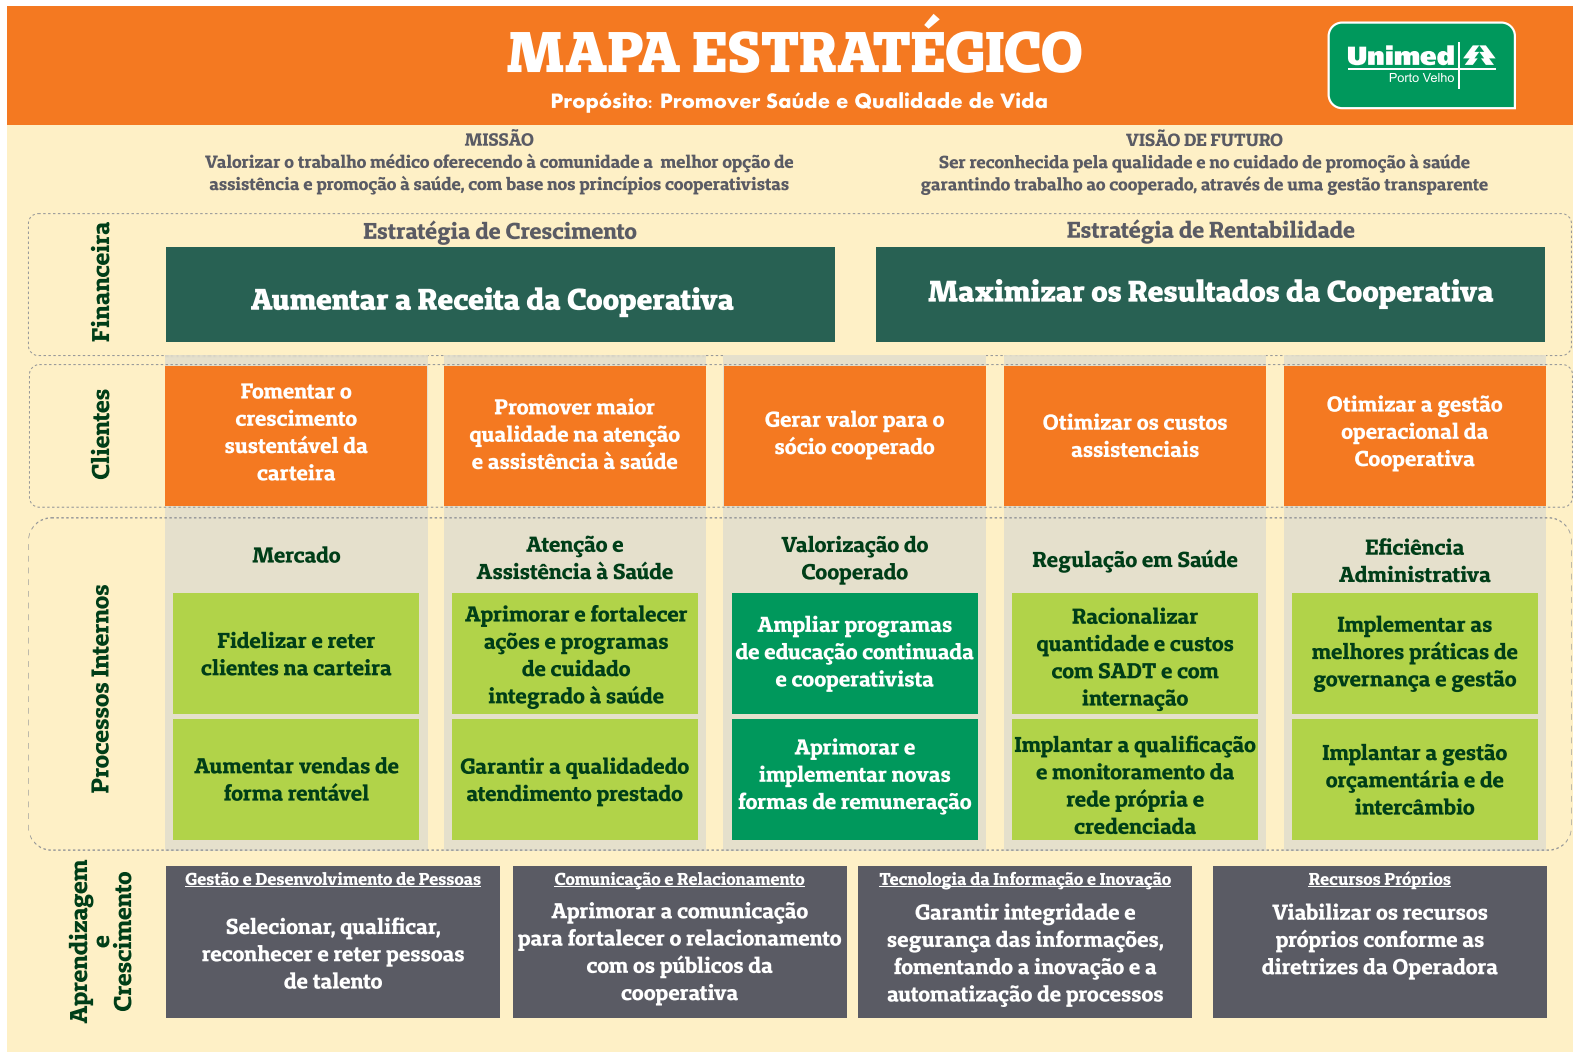 MAPA ESTRATÉGICO
Propósito: Promover Saúde e Qualidade de Vida
Unimed
Porto Velho
MISSÃO
Valorizar o trabalho médico oferecendo à comunidade a melhor opção de
assistência e promoção à saúde, com base nos princípios cooperativistas
VISÃO DE FUTURO
Ser reconhecida pela qualidade e no cuidado de promoção à saúde
garantindo trabalho ao cooperado, através de uma gestão transparente
Financeira
Estratégia de Crescimento
Aumentar a Receita da Cooperativa
Estratégia de Rentabilidade
Maximizar os Resultados da Cooperativa
Clientes
Fomentar o
crescimento
sustentável da
carteira
Promover maior
qualidade na atenção
e assistência à saúde
Gerar valor para o
sócio cooperado
Otimizar os custos
assistenciais
Otimizar a gestão
operacional da
Cooperativa
Processos Internos
Mercado
Fidelizar e reter
clientes na carteira
Aumentar vendas de
forma rentável
Atenção e
Assistência à Saúde
Aprimorar e fortalecer
ações e programas
de cuidado
integrado à saúde
Garantir a qualidadedo
atendimento prestado
Valorização do
Cooperado
Ampliar programas
de educação continuada
e cooperativista
Aprimorar e
implementar novas
formas de remuneração
Regulação em Saúde
Racionalizar
quantidade e custos
com SADT e com
internação
Implantar a qualificação
e monitoramento da
rede própria e
credenciada
Eficiência
Administrativa
Implementar as
melhores práticas de
governança e gestão
Implantar a gestão
orçamentária e de
intercâmbio
Aprendizagem
e
Crescimento
Gestão e Desenvolvimento de Pessoas
Selecionar, qualificar,
reconhecer e reter pessoas
de talento
Comunicação e Relacionamento
Aprimorar a comunicação
para fortalecer o relacionamento
com os públicos da
cooperativa
Tecnologia da Informação e Inovação
Garantir integridade e
segurança das informações,
fomentando a inovação e a
automatização de processos
Recursos Próprios
Viabilizar os recursos
próprios conforme as
diretrizes da Operadora